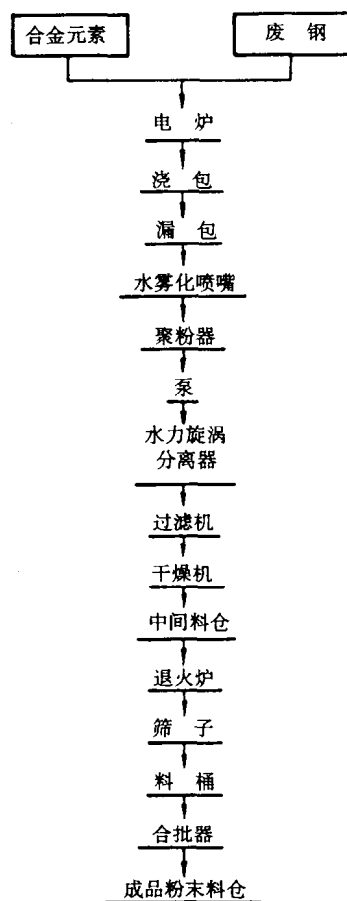 合金元素
废 钢
电 炉
浇 包
漏 包
水雾化喷嘴
聚粉器
泵
水力旋涡
分离器
过滤机
干燥机
中间料仓
退火炉
筛 子
料 桶
合批器
成品粉末料仓